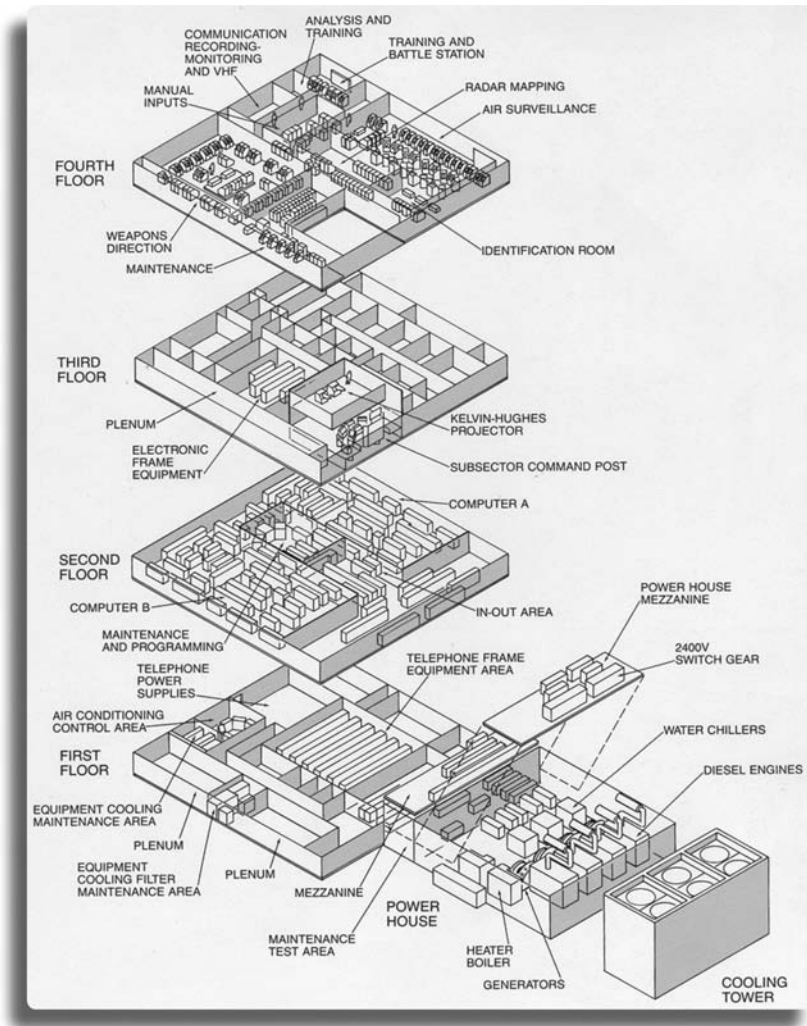 ANALYSIS AND
TRAINING
COMMUNICATION
RECORDING-
MONITORING
AND VHF
TRAINING AND
BATTLE STATION
MANUAL
INPUTS
RADAR MAPPING
AIR SURVEILLANCE
FOURTH
FLOOR
WEAPONS
DIRECTION
MAINTENANCE
IDENTIFICATION ROOM
THIRD
FLOOR
PLENUM
ELECTRONIC
FRAME
EQUIPMENT
KELVIN-HUGHES
PROJECTOR
SUBSECTOR COMMAND POST
COMPUTER A
SECOND
FLOOR
COMPUTER B
IN-OUT AREA
MAINTENANCE
AND PROGRAMMING
POWER HOUSE
MEZZANINE
2400V
SWITCH GEAR
TELEPHONE
POWER
SUPPLIES
TELEPHONE FRAME
EQUIPMENT AREA
AIR CONDITIONING
CONTROL AREA
WATER CHILLERS
FIRST
FLOOR
DIESEL ENGINES
EQUIPMENT COOLING
MAINTENANCE AREA
PLENUM
EQUIPMENT
COOLING FILTER
MAINTENANCE AREA
PLENUM
MEZZANINE
POWER
HOUSE
MAINTENANCE
TEST AREA
HEATER
BOILER
GENERATORS
COOLING
TOWER